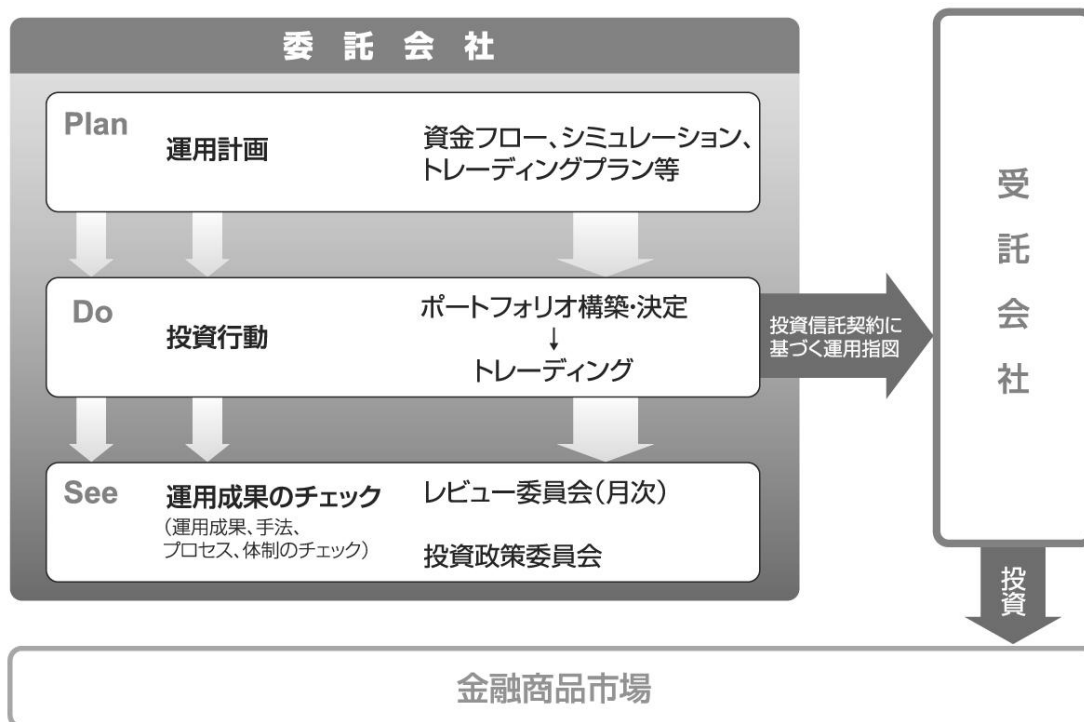 委託会社
Plan
運用計画
資金フロー、シミュレーション、
トレーディングプラン等
Do
投資行動
ポートフォリオ構築・決定
↓
トレーディング
投資信託契約に
基づく運用指図
See
運用成果のチェック
(運用成果、手法、
プロセス、体制のチェック)
レビュー委員会(月次)
投資政策委員会
受託会社
投資
金融商品市場